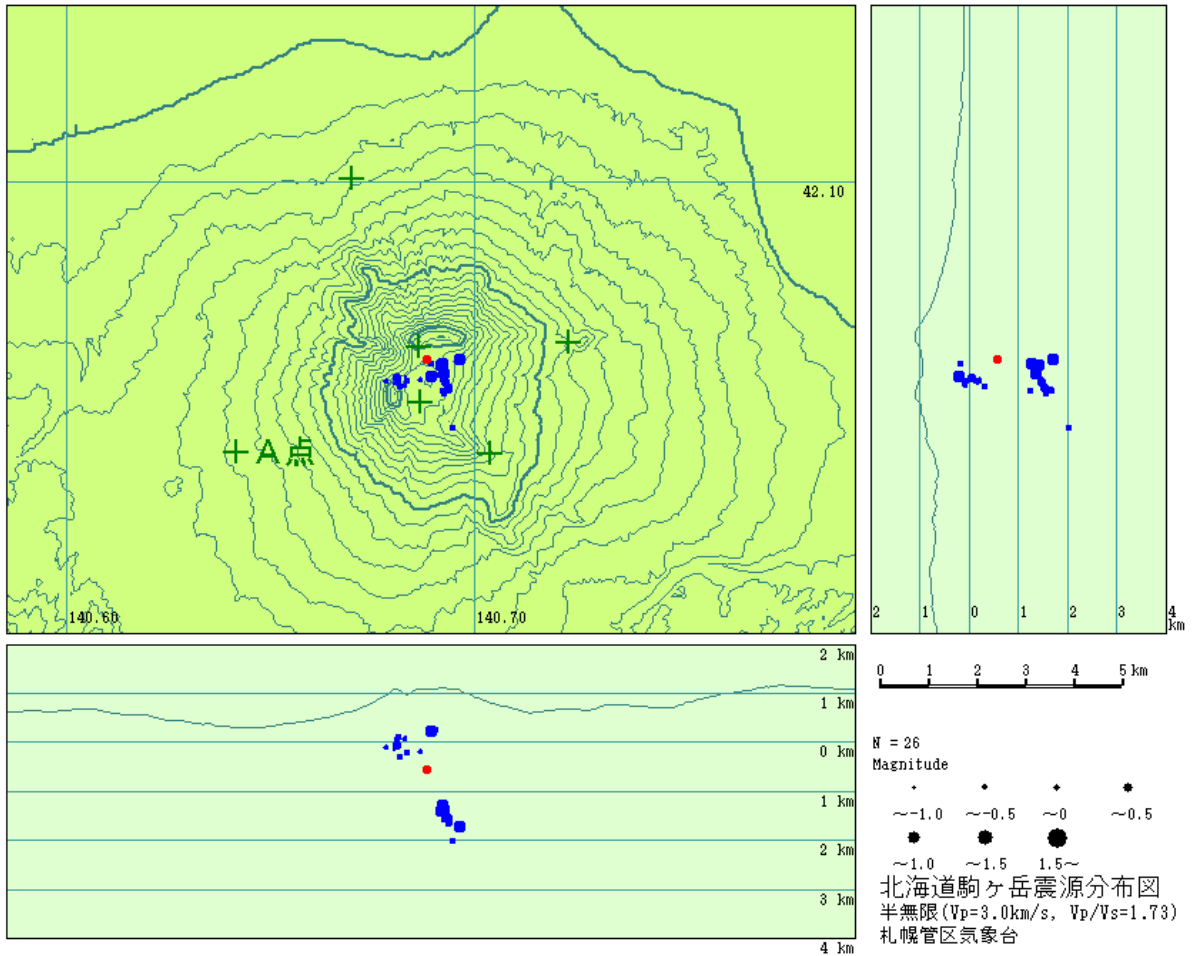 42.10
A点
140.60
140.70
2 1 0 1 2 3 4
km
2 km
1 km
0 km
1 km
2 km
3 km
4 km
0 1 2 3 4 5 km
N = 26
Magnitude
～-1.0 ～-0.5 ～0 ～0.5
～1.0 ～1.5 1.5～
北海道駒ヶ岳震源分布図
半無限(Vp=3.0km/s, Vp/Vs=1.73)
札幌管区気象台